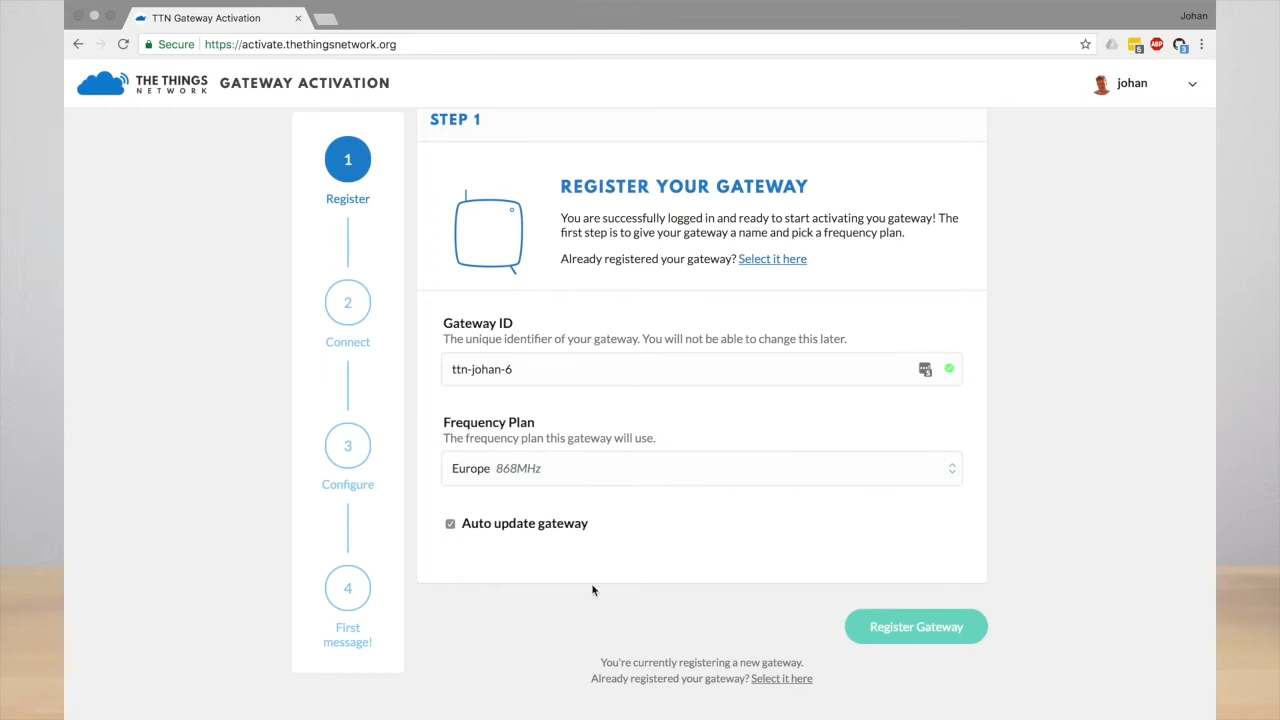 TTN Gateway Activation
Johan
Secure
https://activate.thethingsnetwork.org
5
ABP
3
THE THINGS
NETWORK
GATEWAY ACTIVATION
johan
1
Register
2
Connect
3
Configure
4
First
message!
STEP 1
REGISTER YOUR GATEWAY
You are successfully logged in and ready to start activating you gateway! The
first step is to give your gateway a name and pick a frequency plan.
Already registered your gateway? Select it here
Gateway ID
The unique identifier of your gateway. You will not be able to change this later.
ttn-johan-6
Frequency Plan
The frequency plan this gateway will use.
Europe 868MHz
Auto update gateway
Register Gateway
You're currently registering a new gateway.
Already registered your gateway? Select it here